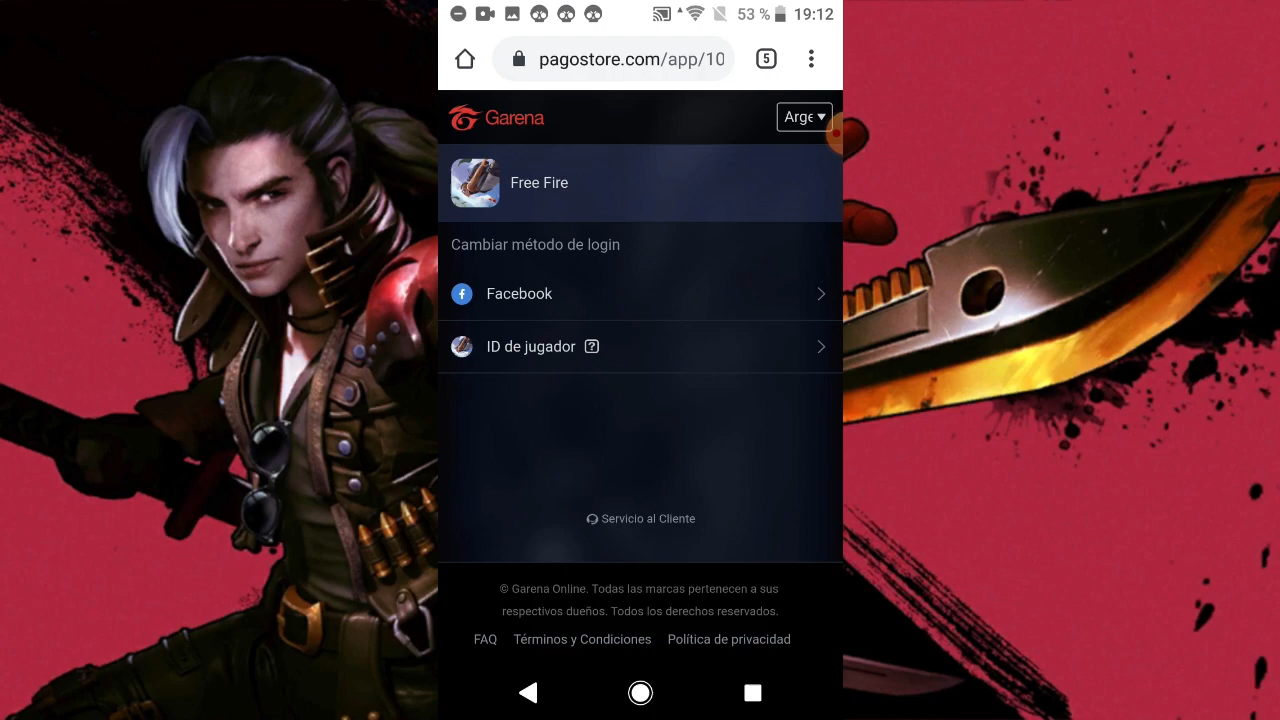 53 % 19:12
pagostore.com/app/10
5
Garena
Arge
Free Fire
Cambiar método de login
Facebook
ID de jugador ?
Servicio al Cliente
© Garena Online. Todas las marcas pertenecen a sus
respectivos dueños. Todos los derechos reservados.
FAQ Términos y Condiciones Política de privacidad